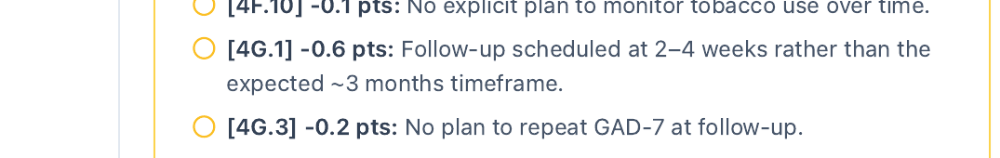 [4F.10] -0.1 pts: No explicit plan to monitor tobacco use over time.
[4G.1] -0.6 pts: Follow-up scheduled at 2–4 weeks rather than the
expected ~3 months timeframe.
[4G.3] -0.2 pts: No plan to repeat GAD-7 at follow-up.